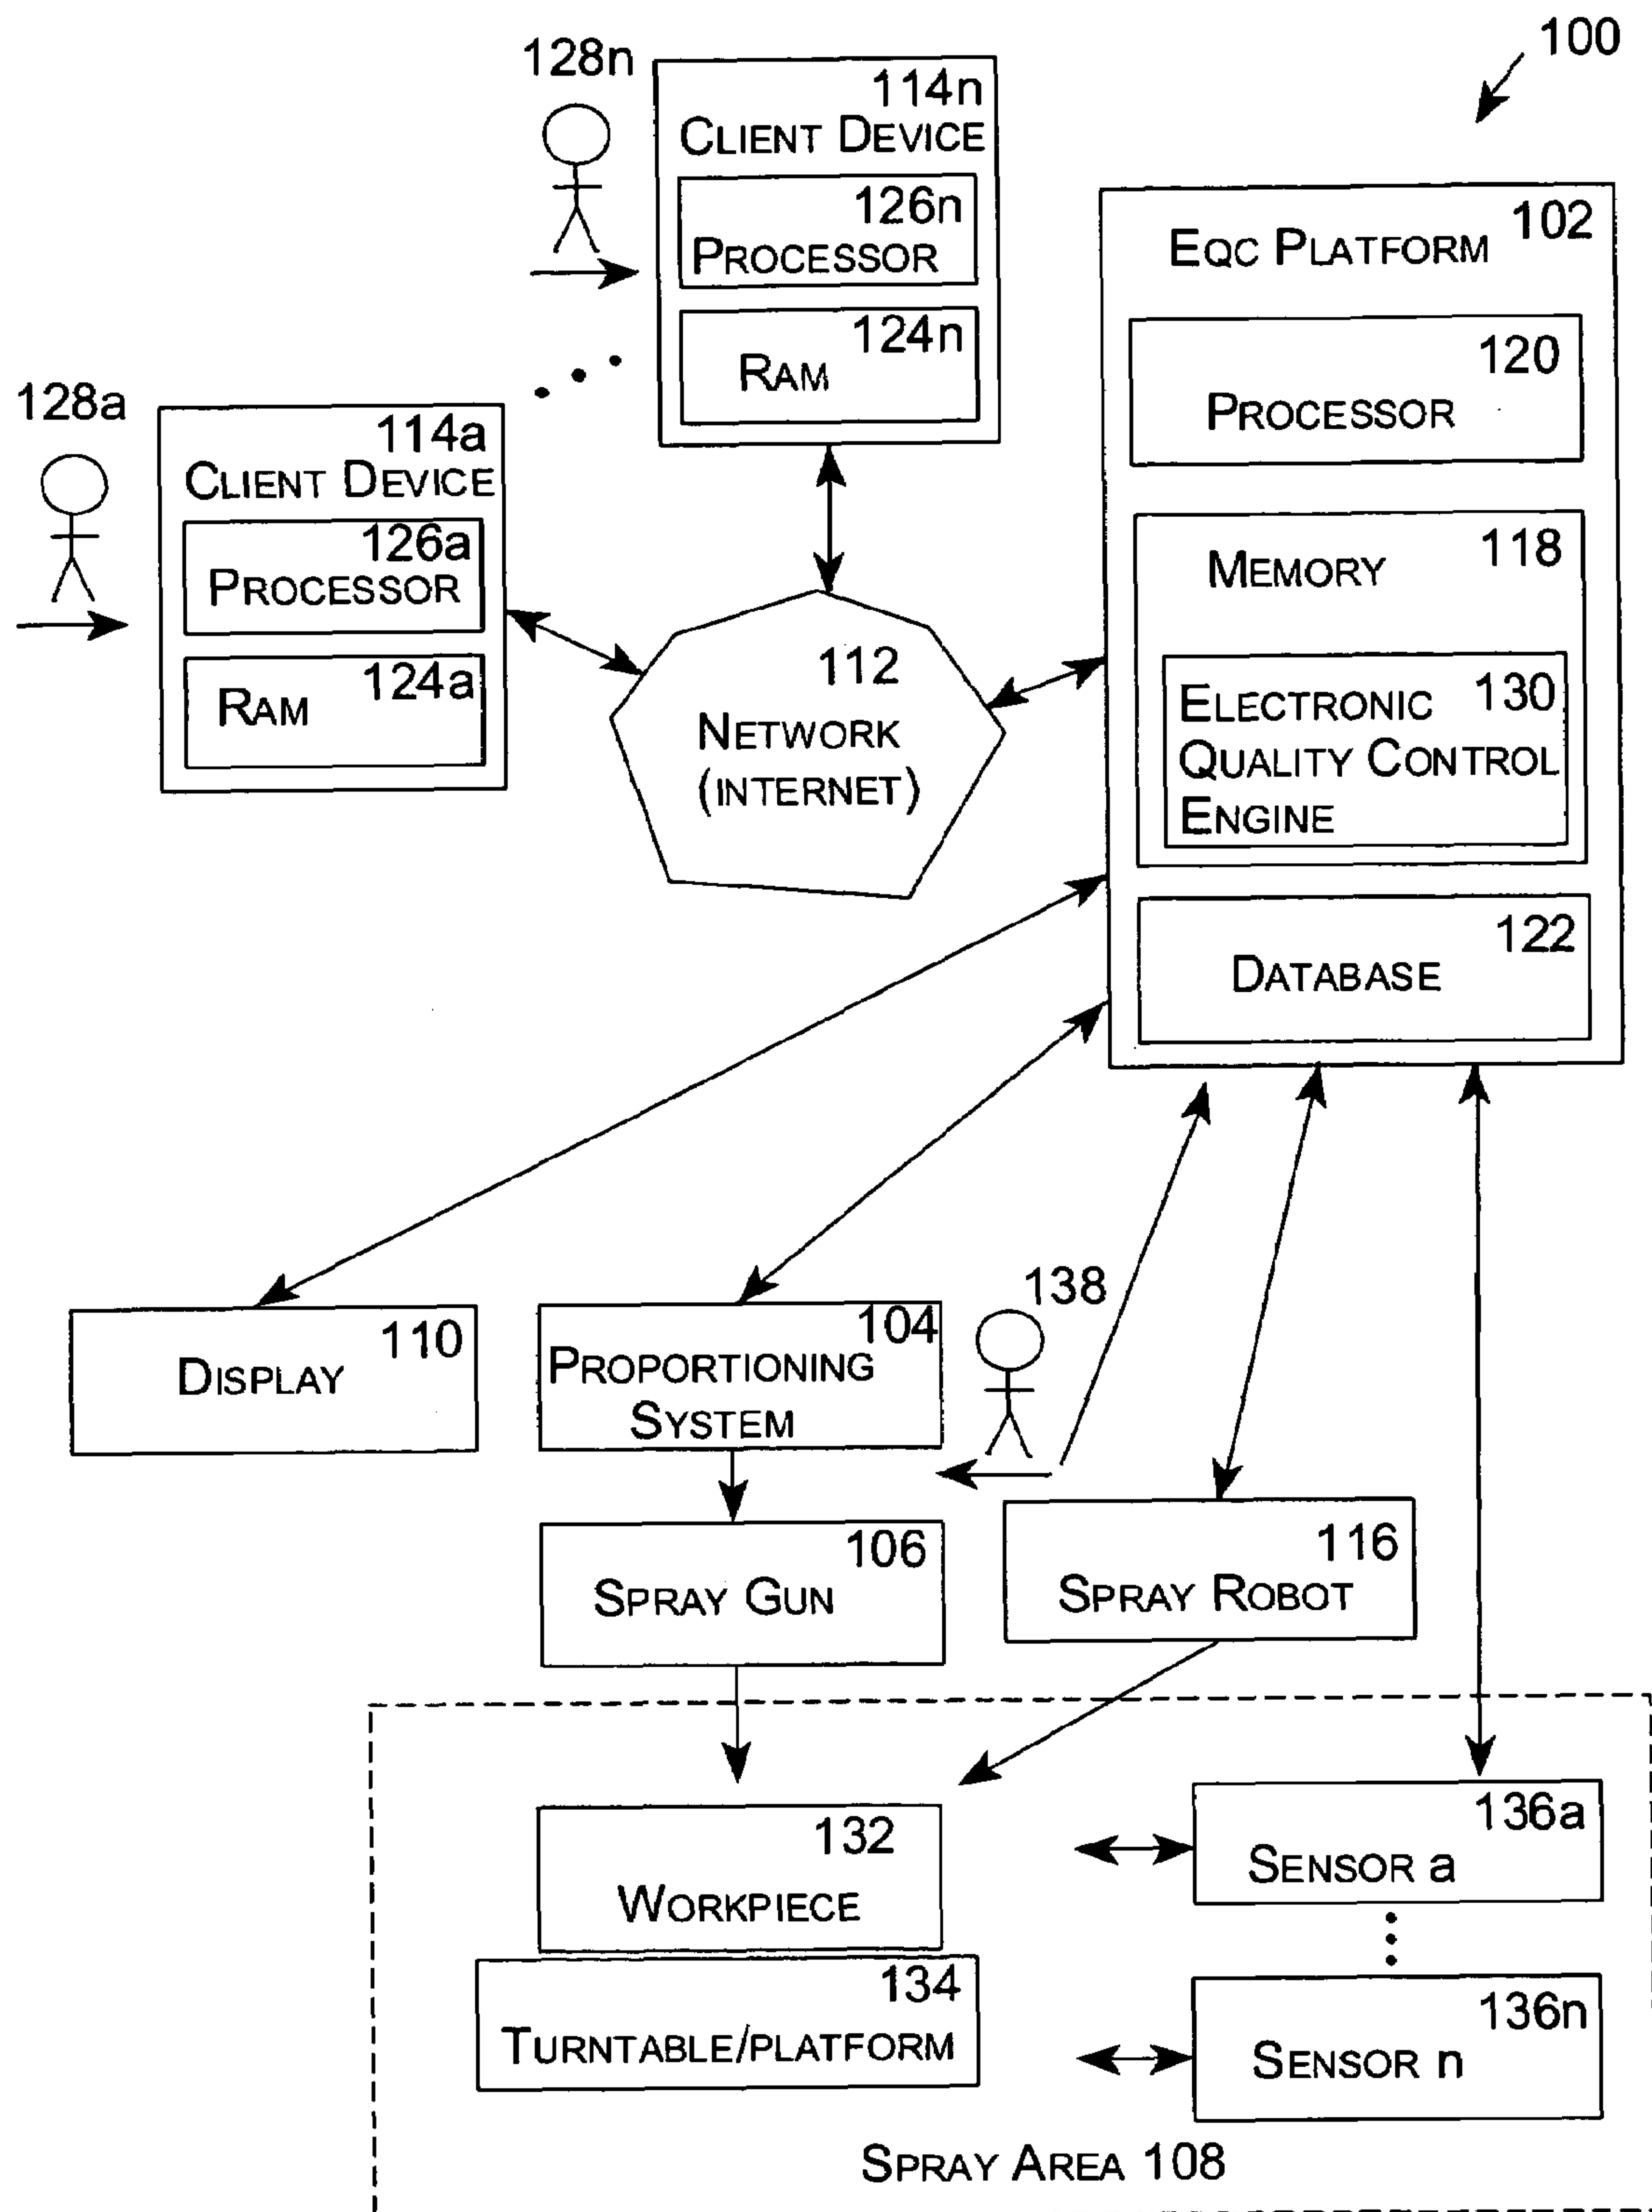 100
128n
114n
CLIENT DEVICE
126n
PROCESSOR
124n
RAM
128a
114a
CLIENT DEVICE
126a
PROCESSOR
124a
RAM
102
EQC PLATFORM
120
PROCESSOR
MEMORY 118
ELECTRONIC 130
QUALITY CONTROL
ENGINE
122
DATABASE
112
NETWORK
(INTERNET)
110
DISPLAY
104
PROPORTIONING
SYSTEM
138
106
SPRAY GUN
116
SPRAY ROBOT
132
WORKPIECE
134
TURNTABLE/PLATFORM
136a
SENSOR a
136n
SENSOR n
SPRAY AREA 108